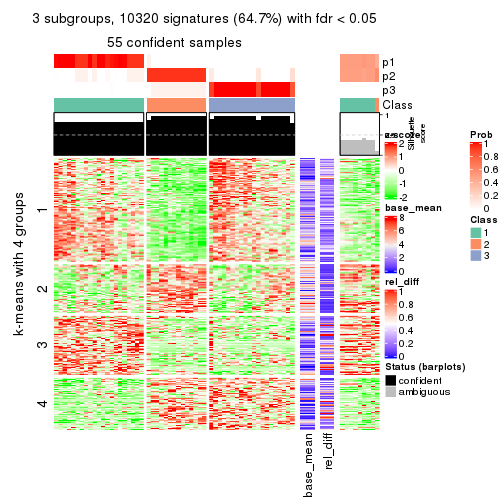 3 subgroups, 10320 signatures (64.7%) with fdr < 0.05
55 confident samples
p1
p2
p3
Class
1
Silhouette
score
k-means with 4 groups
1
2
3
4
base_mean
rel_diff
z-score
2
1
0
-1
-2
base_mean
8
6
4
2
0
rel_diff
1
0.8
0.6
0.4
0.2
0
Status (barplots)
confident
ambiguous
Prob
1
0.8
0.6
0.4
0.2
0
Class
1
2
3